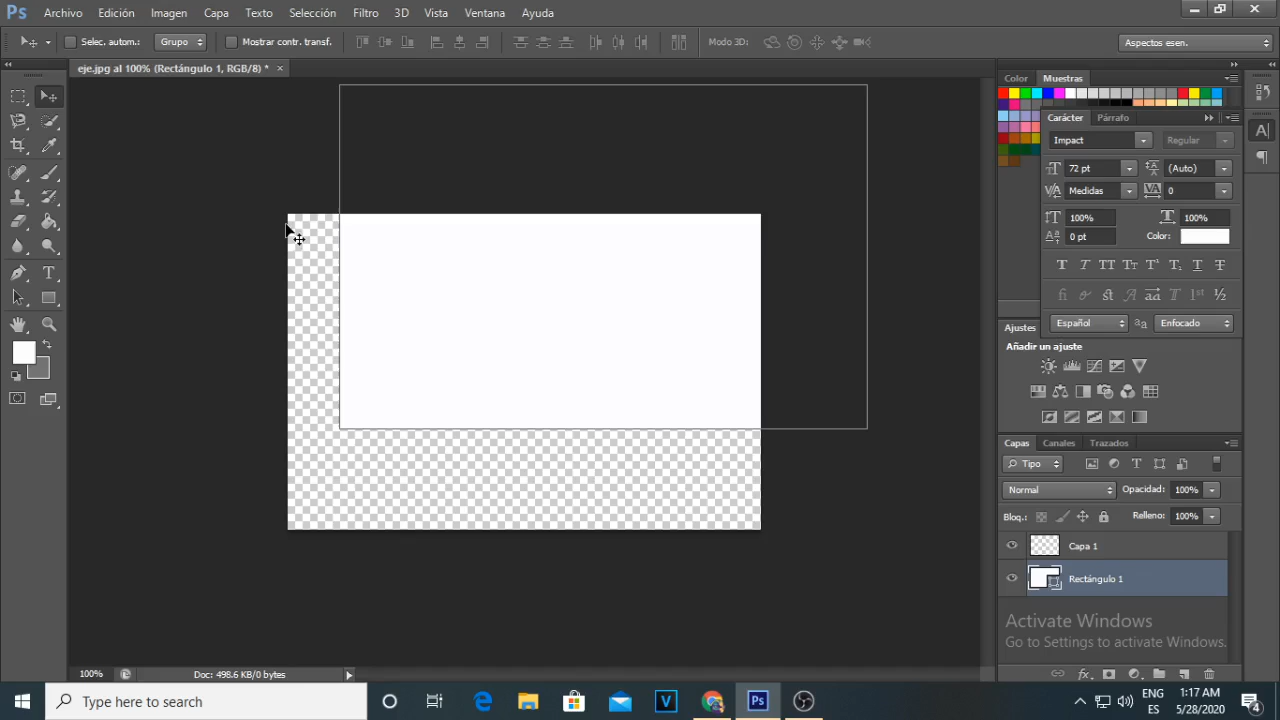 Ps Archivo Edición Imagen Capa Texto Selección Filtro 3D Vista Ventana Ayuda
Selec. autom.: Grupo Mostrar contr. transf. Modo 3D: Aspectos esen.
eje.jpg al 100% (Rectángulo 1, RGB/8) * ×
Color Muestras
Carácter Párrafo
Impact Regular
72 pt (Auto)
Medidas 0
100% 100%
0 pt Color:
Español Enfocado
Ajustes
Añadir un ajuste
Capas Canales Trazados
Tipo
Normal Opacidad: 100%
Bloq.: Relleno: 100%
Capa 1
Rectángulo 1
Activate Windows
Go to Settings to activate Windows.
100% Doc: 498.6 KB/0 bytes
Type here to search
ENG
ES
1:17 AM
5/28/2020
4